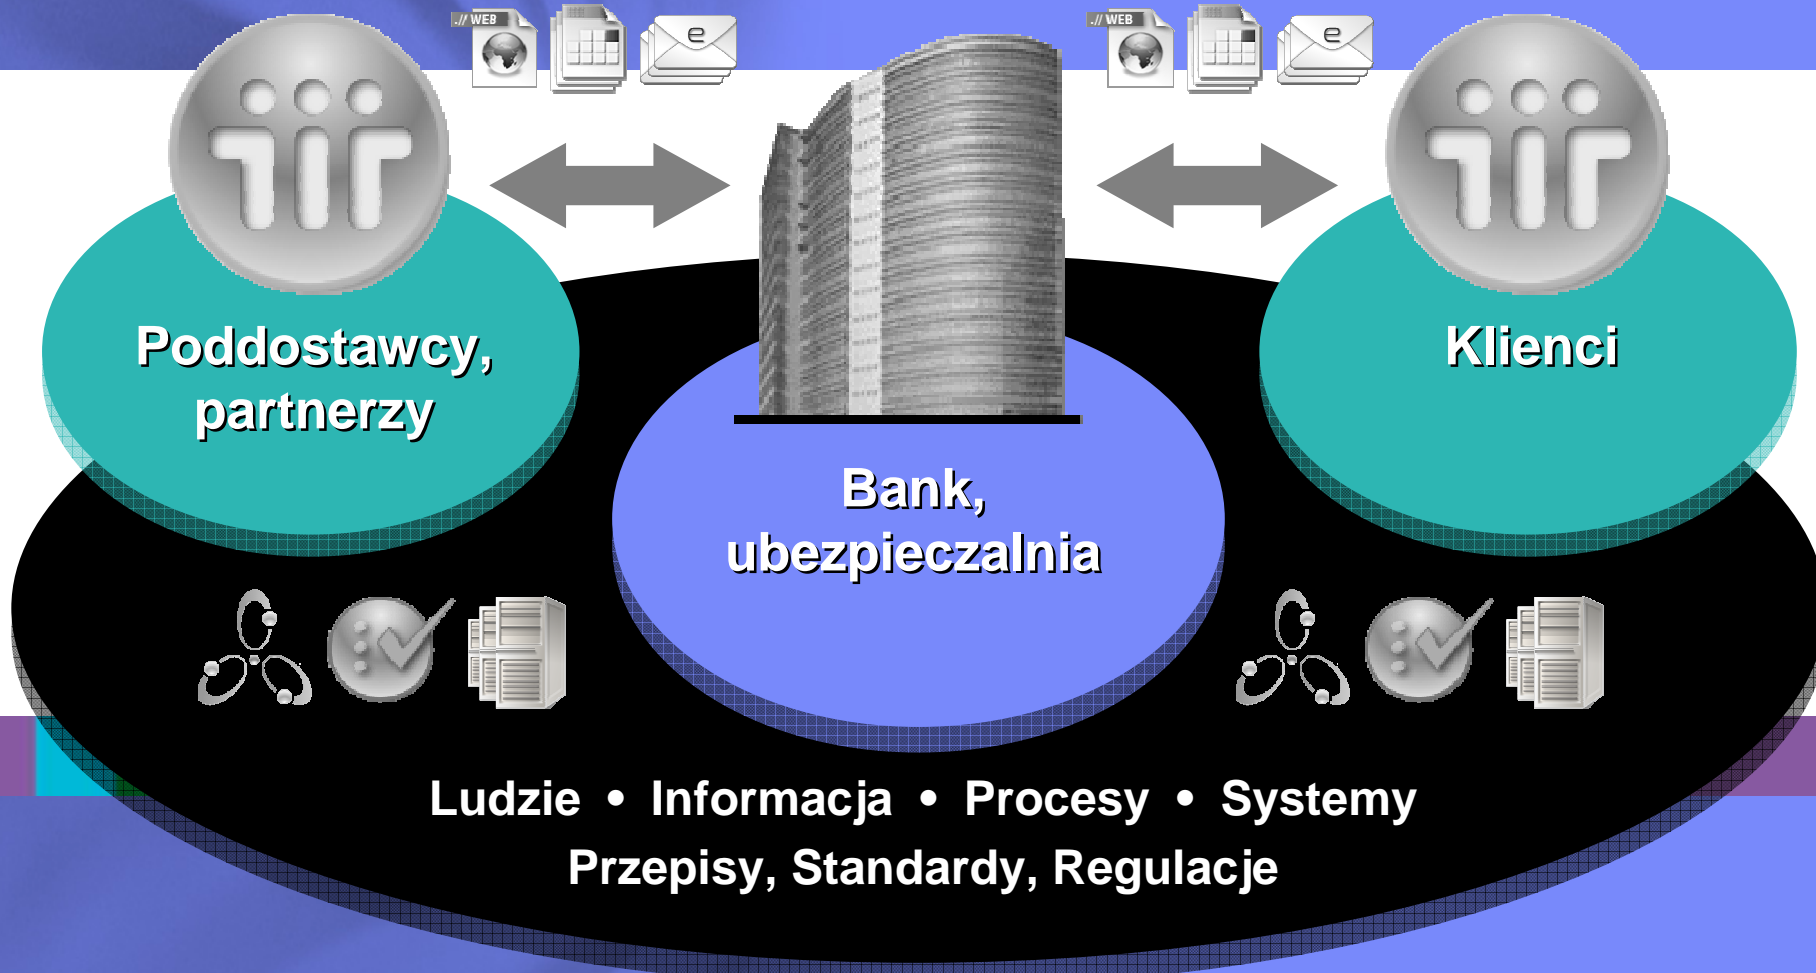 .// WEB
e
.// WEB
e
Poddostawcy,
partnerzy
Klienci
Bank,
ubezpieczalnia
Ludzie • Informacja • Procesy • Systemy
Przepisy, Standardy, Regulacje